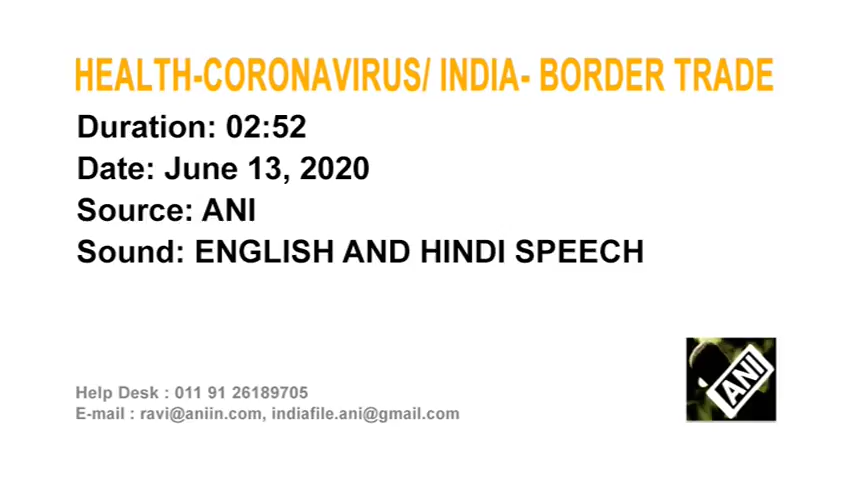 HEALTH-CORONAVIRUS/ INDIA- BORDER TRADE
Duration: 02:52
Date: June 13, 2020
Source: ANI
Sound: ENGLISH AND HINDI SPEECH
ANI
Help Desk : 011 91 26189705
E-mail : ravi@aniin.com, indiafile.ani@gmail.com